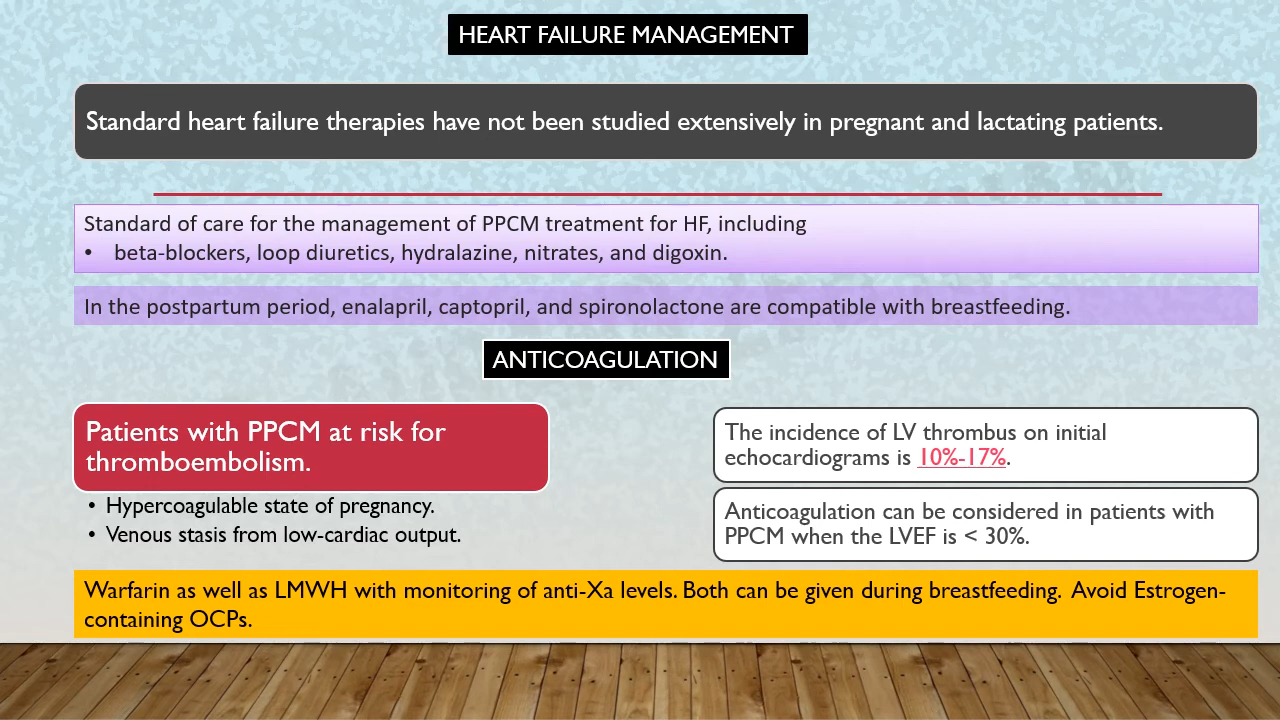 HEART FAILURE MANAGEMENT
Standard heart failure therapies have not been studied extensively in pregnant and lactating patients.
Standard of care for the management of PPCM treatment for HF, including
• beta-blockers, loop diuretics, hydralazine, nitrates, and digoxin.
In the postpartum period, enalapril, captopril, and spironolactone are compatible with breastfeeding.
ANTICOAGULATION
Patients with PPCM at risk for
thromboembolism.
• Hypercoagulable state of pregnancy.
• Venous stasis from low-cardiac output.
The incidence of LV thrombus on initial
echocardiograms is 10%-17%.
Anticoagulation can be considered in patients with
PPCM when the LVEF is < 30%.
Warfarin as well as LMWH with monitoring of anti-Xa levels. Both can be given during breastfeeding. Avoid Estrogen-
containing OCPs.